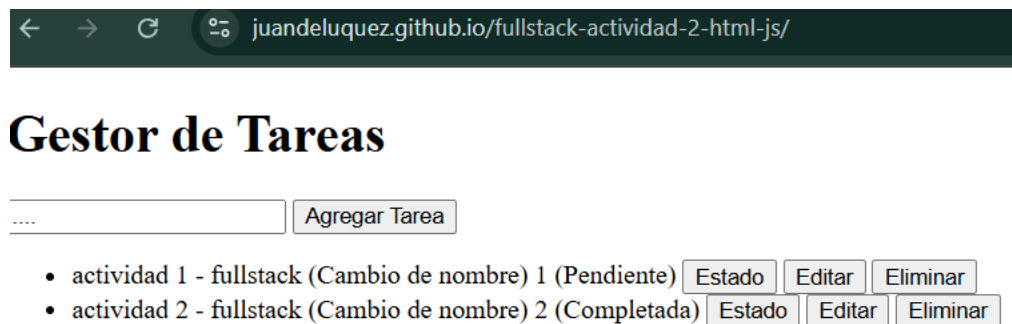 juandeluquez.github.io/fullstack-actividad-2-html-js/
Gestor de Tareas
.... Agregar Tarea
actividad 1 - fullstack (Cambio de nombre) 1 (Pendiente) Estado Editar Eliminar
actividad 2 - fullstack (Cambio de nombre) 2 (Completada) Estado Editar Eliminar